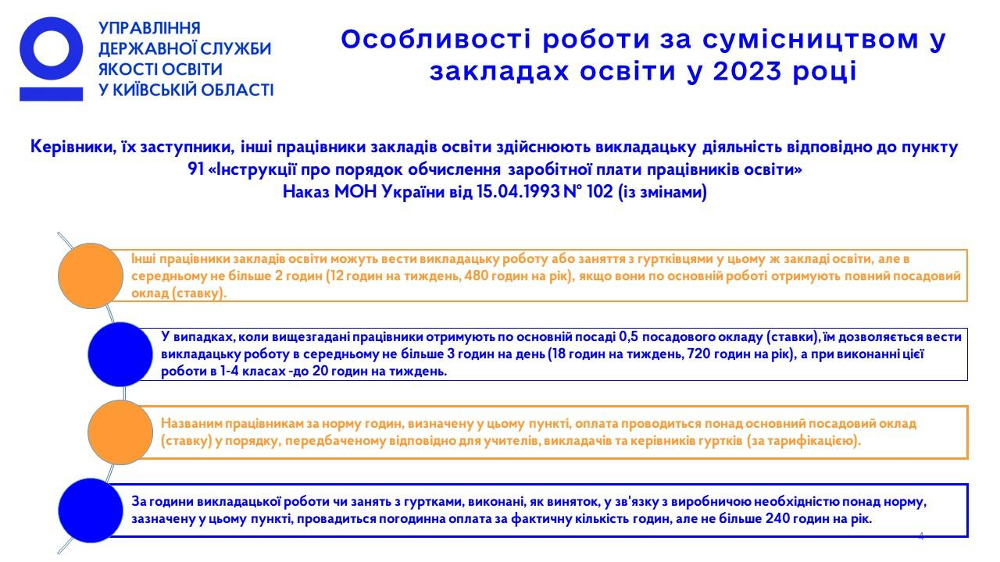 УПРАВЛІННЯ
ДЕРЖАВНОЇ СЛУЖБИ
ЯКОСТІ ОСВІТИ
У КИЇВСЬКІЙ ОБЛАСТІ
Особливості роботи за сумісництвом у
закладах освіти у 2023 році
Керівники, їх заступники, інші працівники закладів освіти здійснюють викладацьку діяльність відповідно до пункту
91 «Інструкції про порядок обчислення заробітної плати працівників освіти»
Наказ МОН України від 15.04.1993 № 102 (із змінами)
Інші працівники закладів освіти можуть вести викладацьку роботу або заняття з гуртківцями у цьому ж закладі освіти, але в
середньому не більше 2 годин (12 годин на тиждень, 480 годин на рік), якщо вони по основній роботі отримують повний посадовий
оклад (ставку).
У випадках, коли вищезгадані працівники отримують по основній посаді 0,5 посадового окладу (ставки), їм дозволяється вести
викладацьку роботу в середньому не більше 3 годин на день (18 годин на тиждень, 720 годин на рік), а при виконанні цієї
роботи в 1-4 класах -до 20 годин на тиждень.
Названим працівникам за норму годин, визначену у цьому пункті, оплата проводиться понад основний посадовий оклад
(ставку) у порядку, передбаченому відповідно для учителів, викладачів та керівників гуртків (за тарифікацією).
За години викладацької роботи чи занять з гуртками, виконані, як виняток, у зв'язку з виробничою необхідністю понад норму,
зазначену у цьому пункті, провадиться погодинна оплата за фактичну кількість годин, але не більше 240 годин на рік.
4